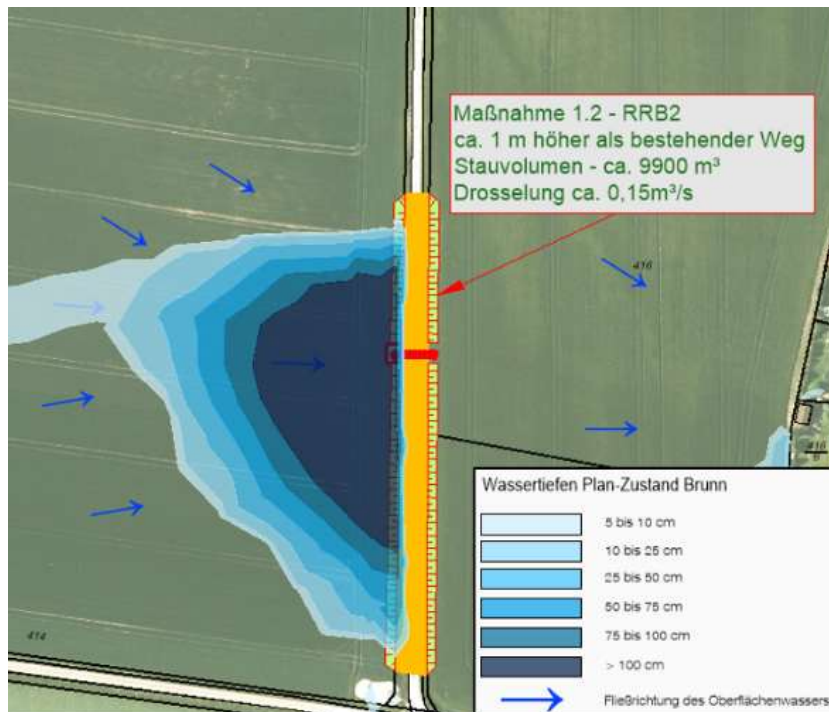 Maßnahme 1.2 - RRB2
ca. 1 m höher als bestehender Weg
Stauvolumen - ca. 9900 m³
Drosselung ca. 0,15m³/s
416
416
414
Wassertiefen Plan-Zustand Brunn
5 bis 10 cm
10 bis 25 cm
25 bis 50 cm
50 bis 75 cm
75 bis 100 cm
> 100 cm
Fließrichtung des Oberflächenwassers